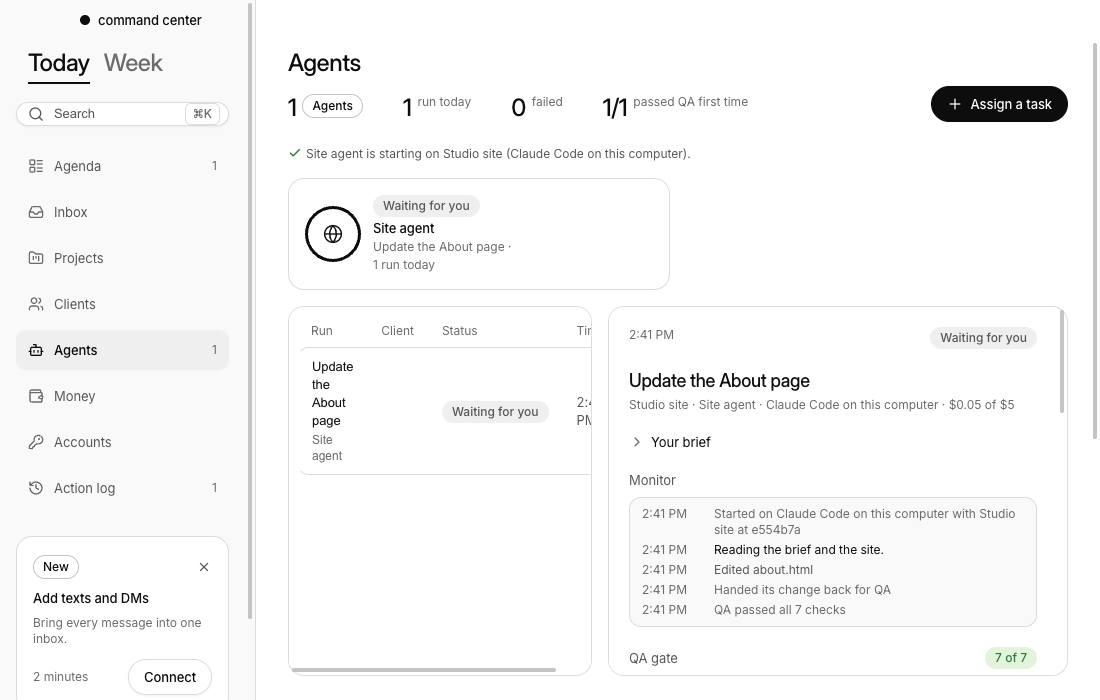 command center
Today Week
Search ⌘K
Agenda 1
Inbox
Projects
Clients
Agents 1
Money
Accounts
Action log 1
New
Add texts and DMs
Bring every message into one
inbox.
2 minutes Connect
Agents
1 Agents 1 run today 0 failed 1/1 passed QA first time
Assign a task
Site agent is starting on Studio site (Claude Code on this computer).
Waiting for you
Site agent
Update the About page ·
1 run today
Run Client Status
Update
the
About
page
Site
agent
Waiting for you
2:41 PM Waiting for you
Update the About page
Studio site · Site agent · Claude Code on this computer · $0.05 of $5
Your brief
Monitor
2:41 PM Started on Claude Code on this computer with Studio
site at e554b7a
2:41 PM Reading the brief and the site.
2:41 PM Edited about.html
2:41 PM Handed its change back for QA
2:41 PM QA passed all 7 checks
QA gate 7 of 7